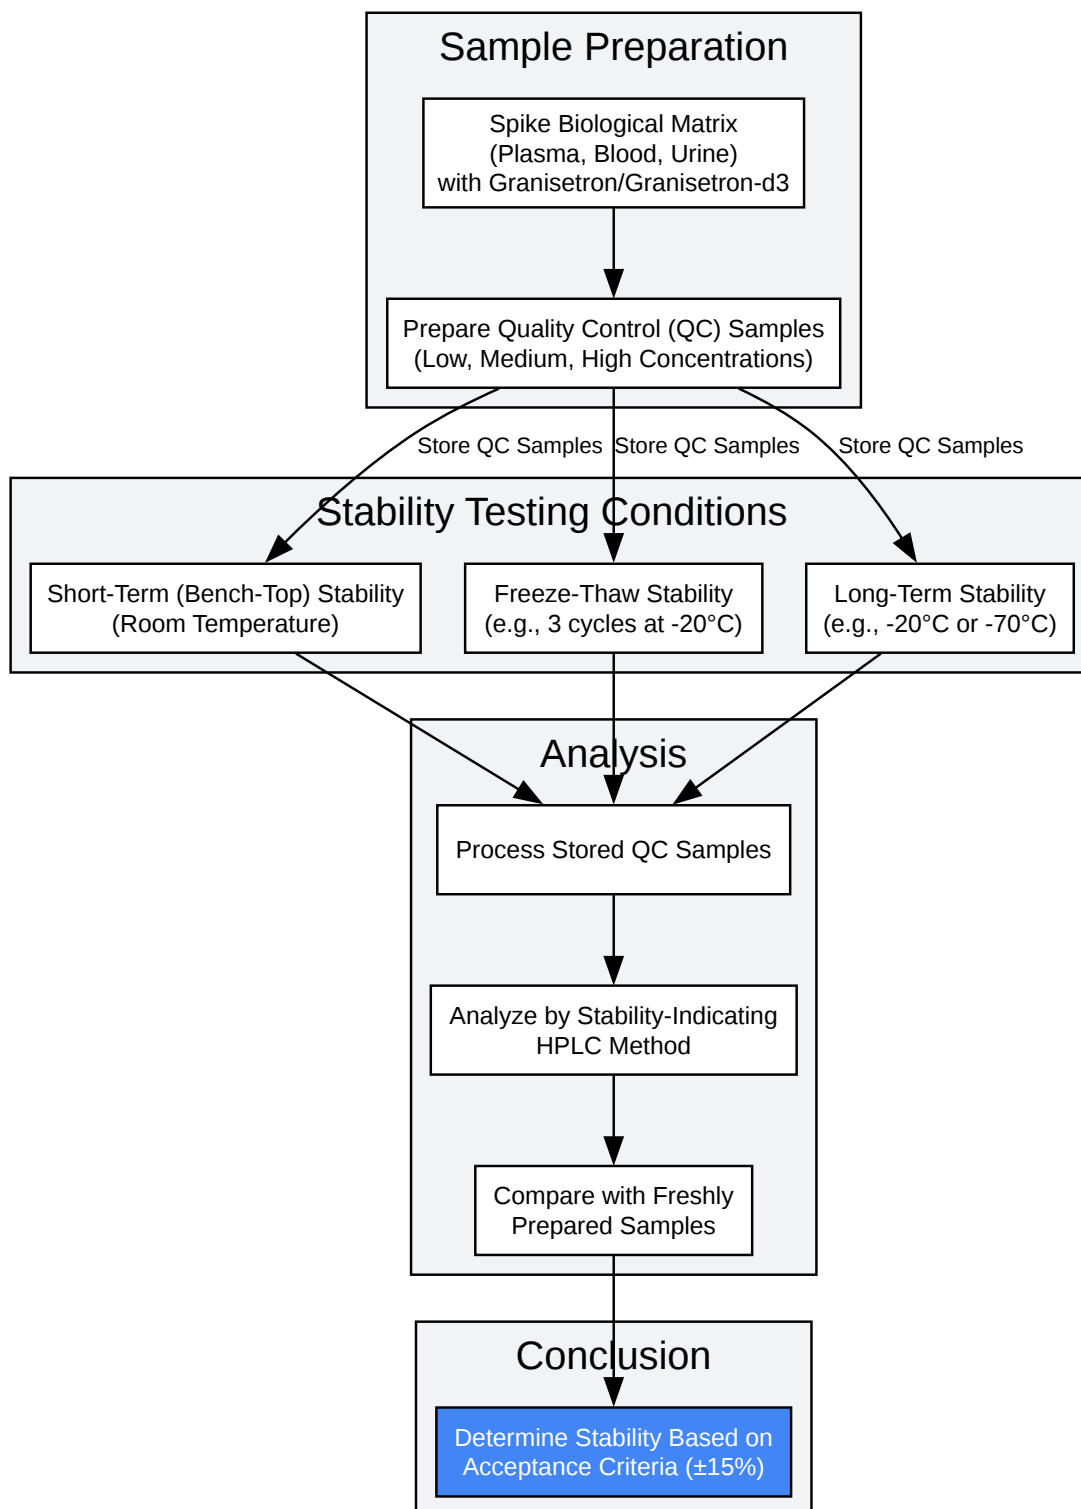 Sample Preparation
Spike Biological Matrix
(Plasma, Blood, Urine)
with Granisetron/Granisetron-d3
Prepare Quality Control (QC) Samples
(Low, Medium, High Concentrations)
Store QC Samples
Store QC Samples
Store QC Samples
Stability Testing Conditions
Short-Term (Bench-Top) Stability
(Room Temperature)
Freeze-Thaw Stability
(e.g., 3 cycles at -20°C)
Long-Term Stability
(e.g., -20°C or -70°C)
Analysis
Process Stored QC Samples
Analyze by Stability-Indicating
HPLC Method
Compare with Freshly
Prepared Samples
Conclusion
Determine Stability Based on
Acceptance Criteria (±15%)